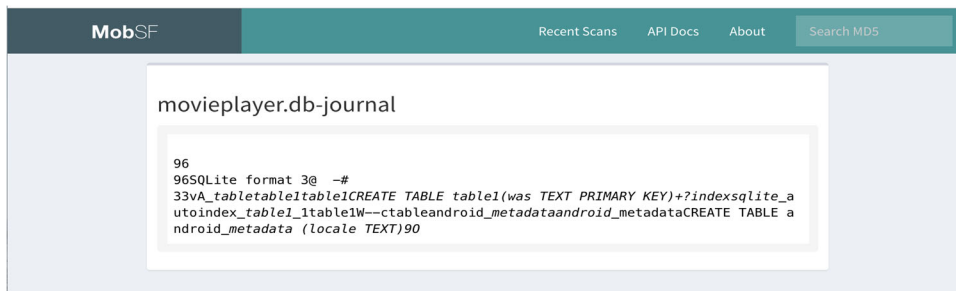 MobSF
Recent Scans API Docs About Search MD5
movieplayer.db-journal
96
96SQLite format 3@ –#
33vA_tabletable1table1CREATE TABLE table1(was TEXT PRIMARY KEY)+?indexsqlite_a
utoindex_table1_1table1W--ctableandroid_metadataandroid_metadataCREATE TABLE a
ndroid_metadata (locale TEXT)9O